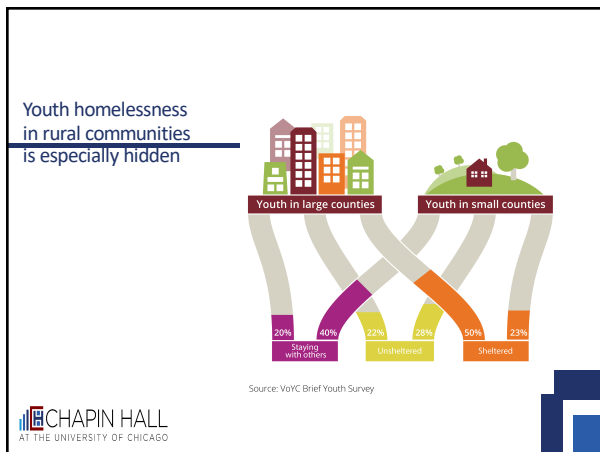 Youth homelessness
in rural communities
is especially hidden
Youth in large counties
Youth in small counties
20%
40%
22%
28%
50%
23%
Staying
with others
Unsheltered
Sheltered
Source: VoYC Brief Youth Survey
CHAPIN HALL
AT THE UNIVERSITY OF CHICAGO